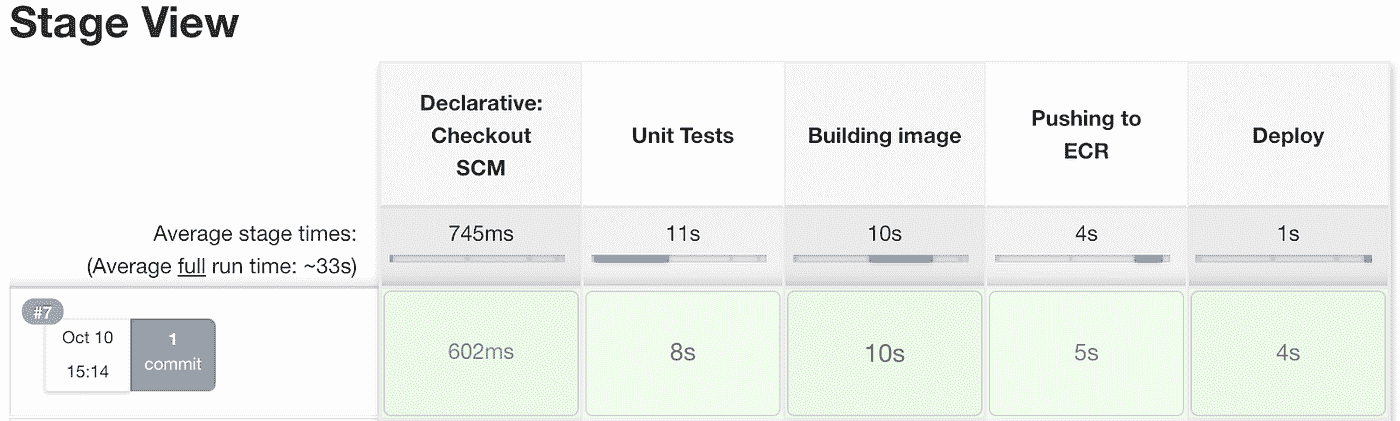 Stage View
Declarative:
Checkout
SCM
Unit Tests
Building image
Pushing to
ECR
Deploy
Average stage times:
(Average full run time: ~33s)
745ms
11s
10s
4s
1s
#7
Oct 10
15:14
1
commit
602ms
8s
10s
5s
4s